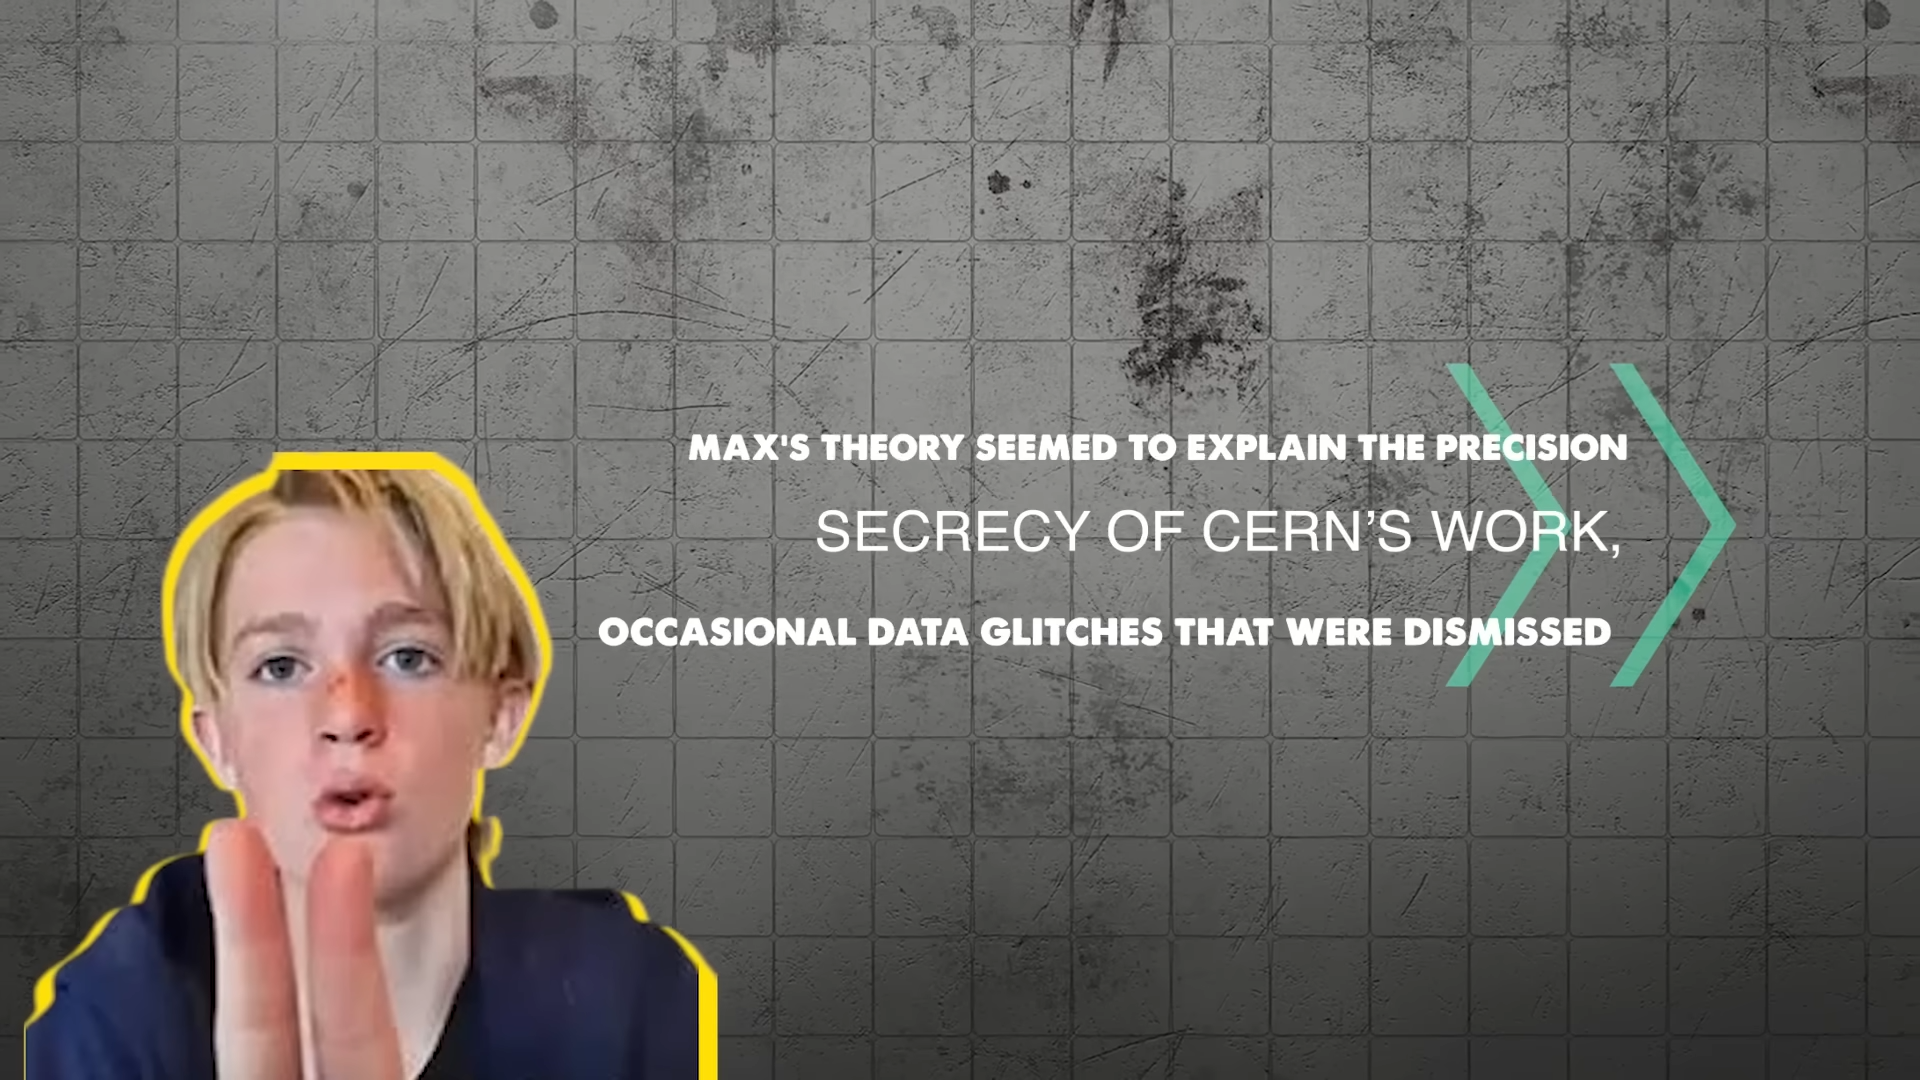 MAX'S THEORY SEEMED TO EXPLAIN THE PRECISION
SECRECY OF CERN’S WORK,
OCCASIONAL DATA GLITCHES THAT WERE DISMISSED